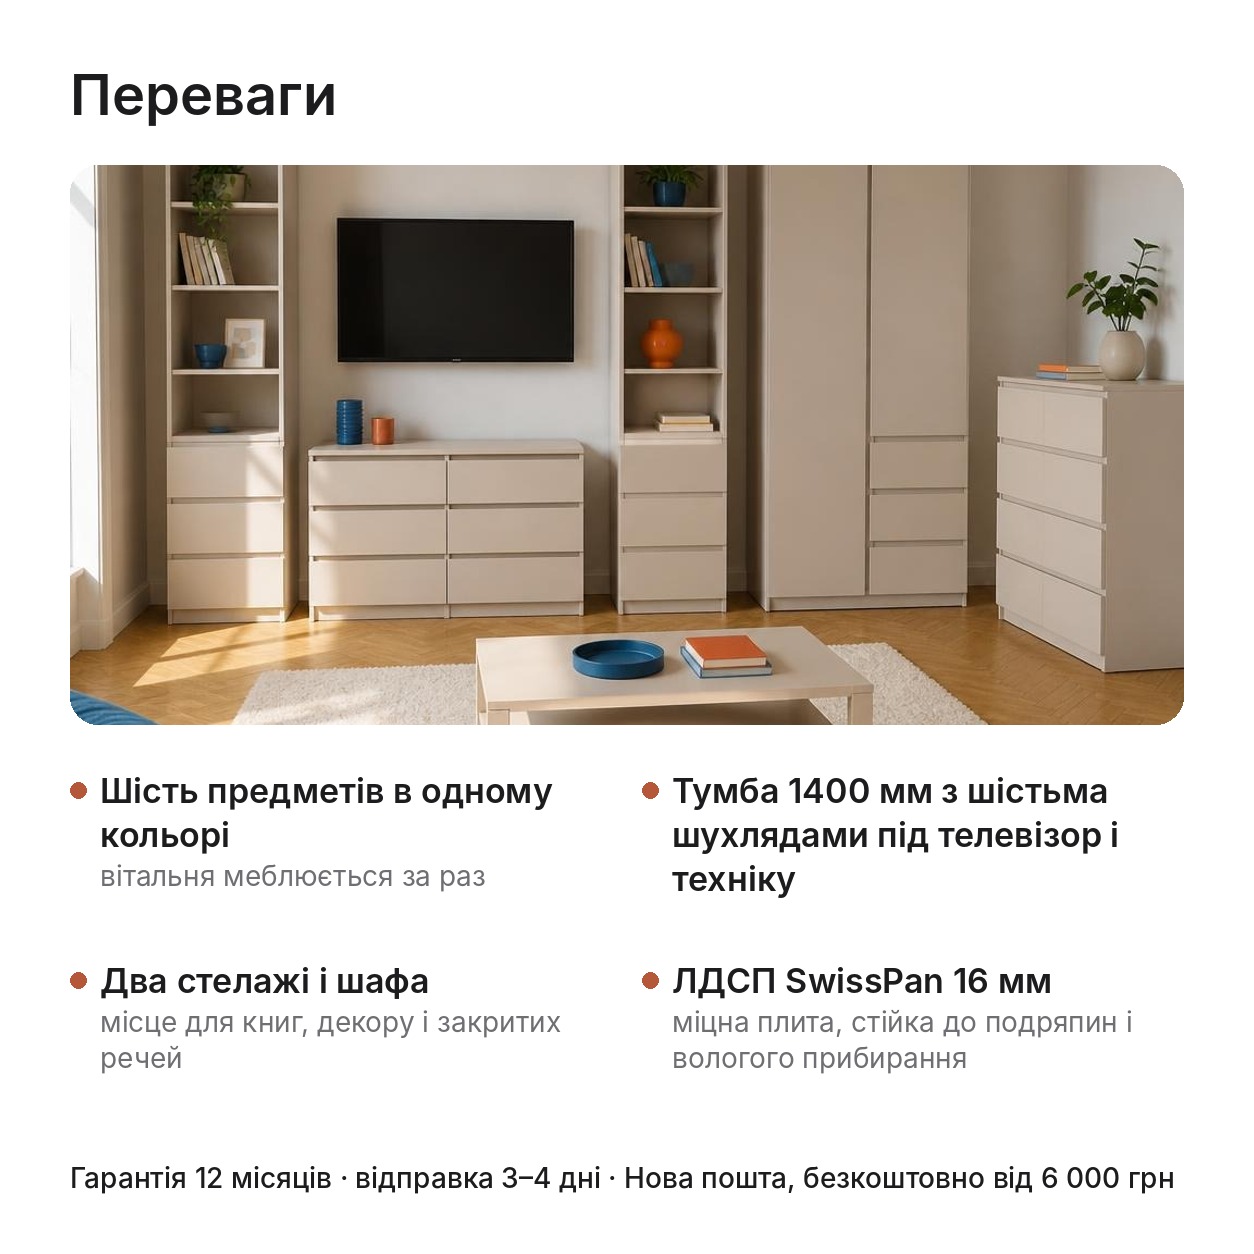 Переваги
Шість предметів в одному
кольорі
вітальня меблюється за раз
Тумба 1400 мм з шістьма
шухлядами під телевізор і
техніку
Два стелажі і шафа
місце для книг, декору і закритих
речей
ЛДСП SwissPan 16 мм
міцна плита, стійка до подряпин і
вологого прибирання
Гарантія 12 місяців · відправка 3–4 дні · Нова пошта, безкоштовно від 6 000 грн